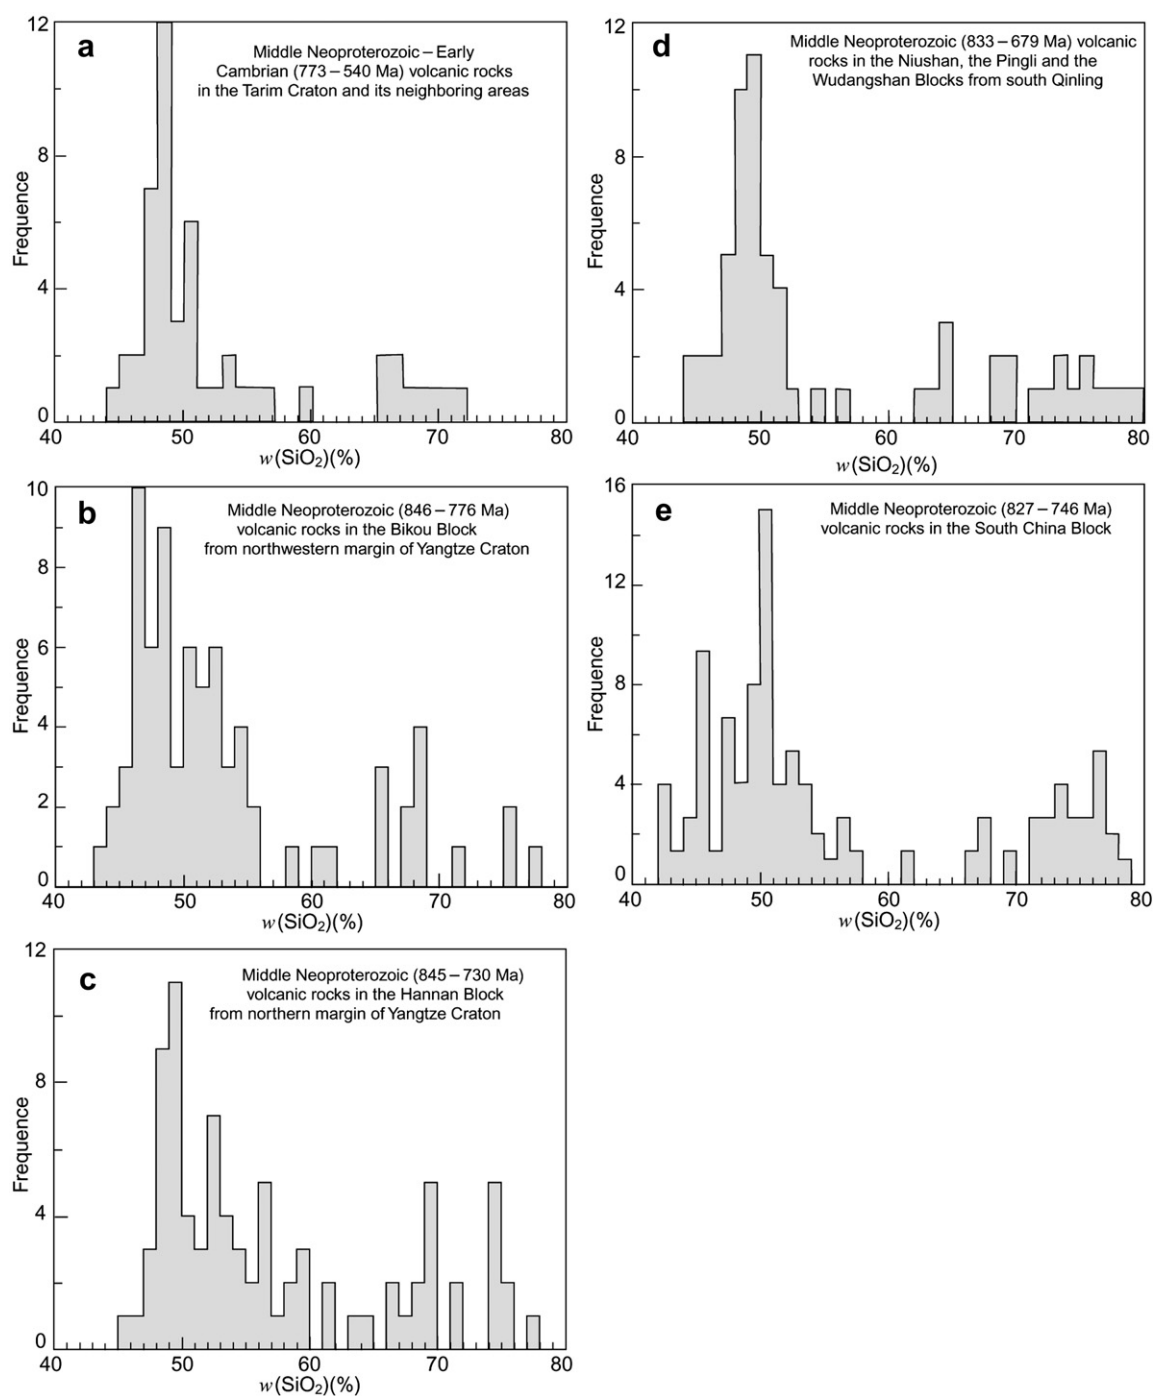 a
Middle Neoproterozoic – Early
Cambrian (773 – 540 Ma) volcanic rocks
in the Tarim Craton and its neighboring areas
12
8
4
0
Frequence
40 50 60 70 80
w(SiO₂)(%)
b
Middle Neoproterozoic (846 – 776 Ma)
volcanic rocks in the Bikou Block
from northwestern margin of Yangtze Craton
10
8
6
4
2
0
Frequence
40 50 60 70 80
w(SiO₂)(%)
c
Middle Neoproterozoic (845 – 730 Ma)
volcanic rocks in the Hannan Block
from northern margin of Yangtze Craton
12
8
4
0
Frequence
40 50 60 70 80
w(SiO₂)(%)
d
Middle Neoproterozoic (833 – 679 Ma) volcanic
rocks in the Niushan, the Pingli and the
Wudangshan Blocks from south Qinling
12
8
4
0
Frequence
40 50 60 70 80
w(SiO₂)(%)
e
Middle Neoproterozoic (827 – 746 Ma)
volcanic rocks in the South China Block
16
12
8
4
0
Frequence
40 50 60 70 80
w(SiO₂)(%)